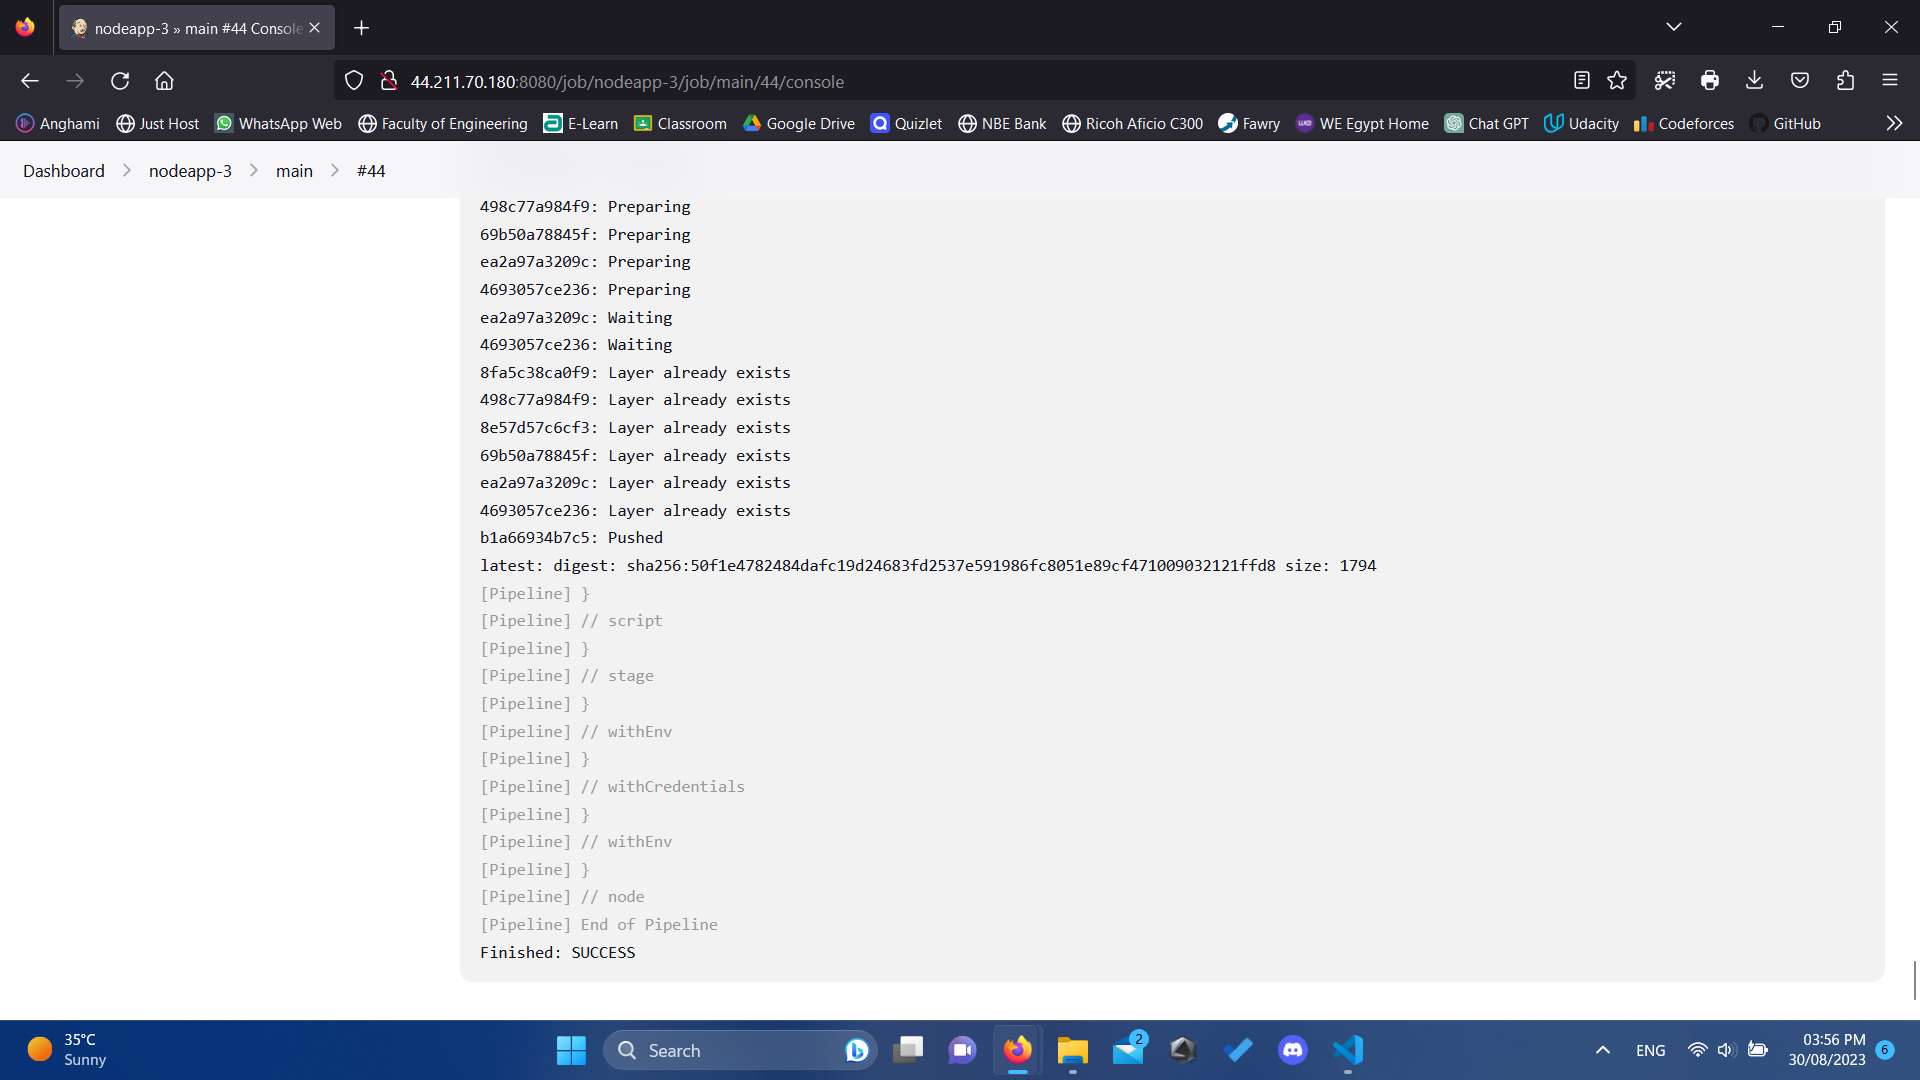 nodeapp-3 » main #44 Console
44.211.70.180:8080/job/nodeapp-3/job/main/44/console
Anghami Just Host WhatsApp Web Faculty of Engineering E-Learn Classroom Google Drive Quizlet NBE Bank Ricoh Aficio C300 Fawry WE Egypt Home Chat GPT Udacity Codeforces GitHub
Dashboard nodeapp-3 main #44
498c77a984f9: Preparing
69b50a78845f: Preparing
ea2a97a3209c: Preparing
4693057ce236: Preparing
ea2a97a3209c: Waiting
4693057ce236: Waiting
8fa5c38ca0f9: Layer already exists
498c77a984f9: Layer already exists
8e57d57c6cf3: Layer already exists
69b50a78845f: Layer already exists
ea2a97a3209c: Layer already exists
4693057ce236: Layer already exists
b1a66934b7c5: Pushed
latest: digest: sha256:50f1e4782484dafc19d24683fd2537e591986fc8051e89cf471009032121ffd8 size: 1794
[Pipeline] }
[Pipeline] // script
[Pipeline] }
[Pipeline] // stage
[Pipeline] }
[Pipeline] // withEnv
[Pipeline] }
[Pipeline] // withCredentials
[Pipeline] }
[Pipeline] // withEnv
[Pipeline] }
[Pipeline] // node
[Pipeline] End of Pipeline
Finished: SUCCESS
35°C
Sunny
Search
2
ENG
03:56 PM
30/08/2023
6